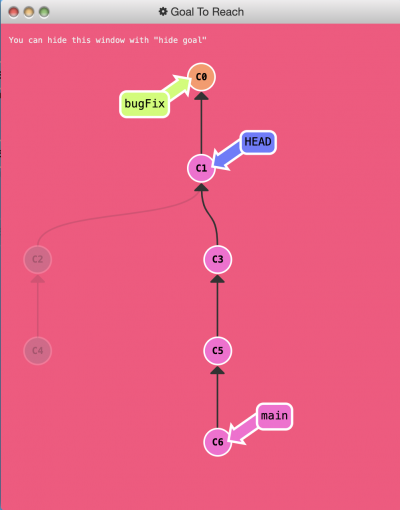 Goal To Reach
You can hide this window with "hide goal"
C0
bugFix
HEAD
C1
C2
C3
C4
C5
main
C6